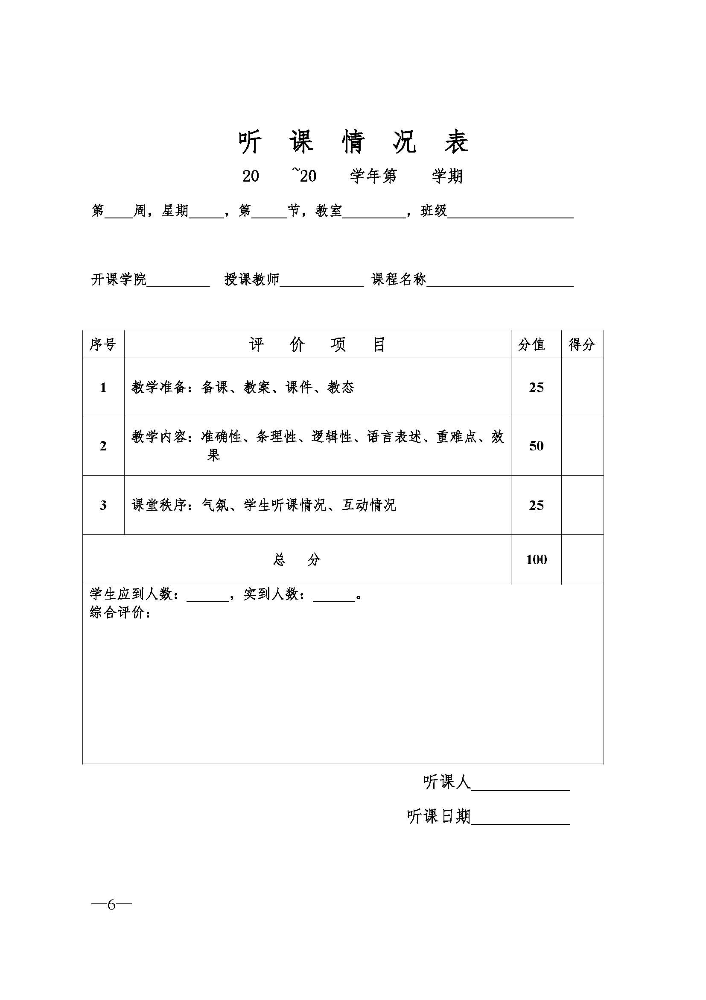 听 课 情 况 表
20 ~20 学年第 学期
第____周，星期_____，第_____节，教室_________，班级__________________
开课学院_________ 授课教师____________ 课程名称_____________________
序号 评 价 项 目 分值 得分
1 教学准备：备课、教案、课件、教态 25
2 教学内容：准确性、条理性、逻辑性、语言表述、重难点、效 50
果
3 课堂秩序：气氛、学生听课情况、互动情况 25
总 分 100
学生应到人数：______，实到人数：______。
综合评价：
听课人____________
听课日期____________
—6—